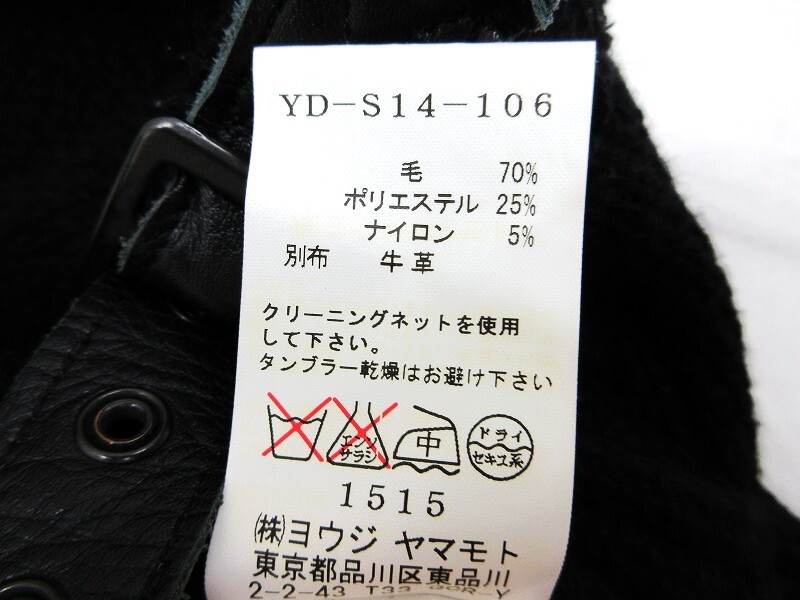 YD-S14-106
毛 70%
ポリエステル 25%
ナイロン 5%
別布 牛革
クリーニングネットを使用
して下さい。
タンブラー乾燥はお避け下さい
エンソ
サラシ
中
ドライ
セキユ系
1515
(株)ヨウジ ヤマモト
東京都品川区東品川
2-2-43 T33